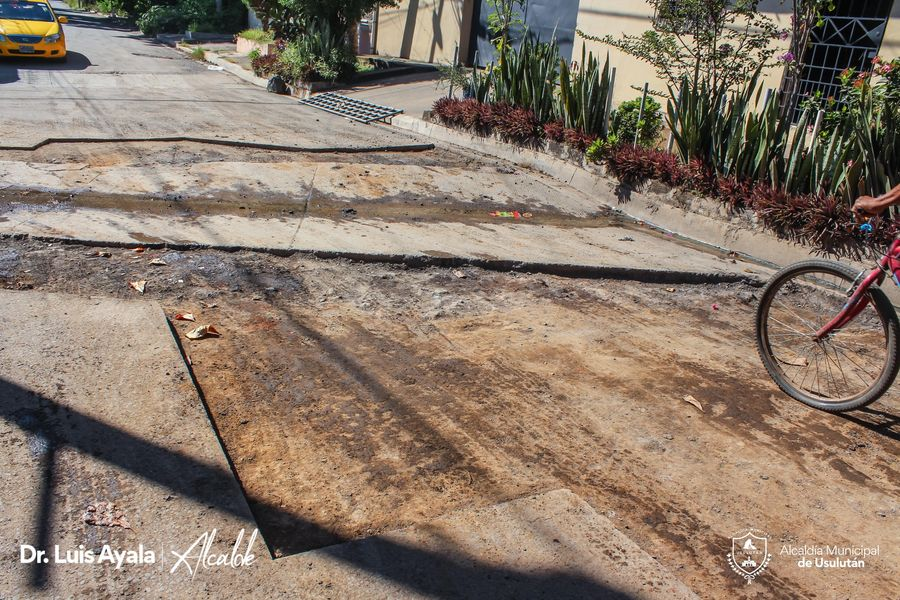 Dr. Luis Ayala | Alcalde
Alcaldía Municipal
de Usulután